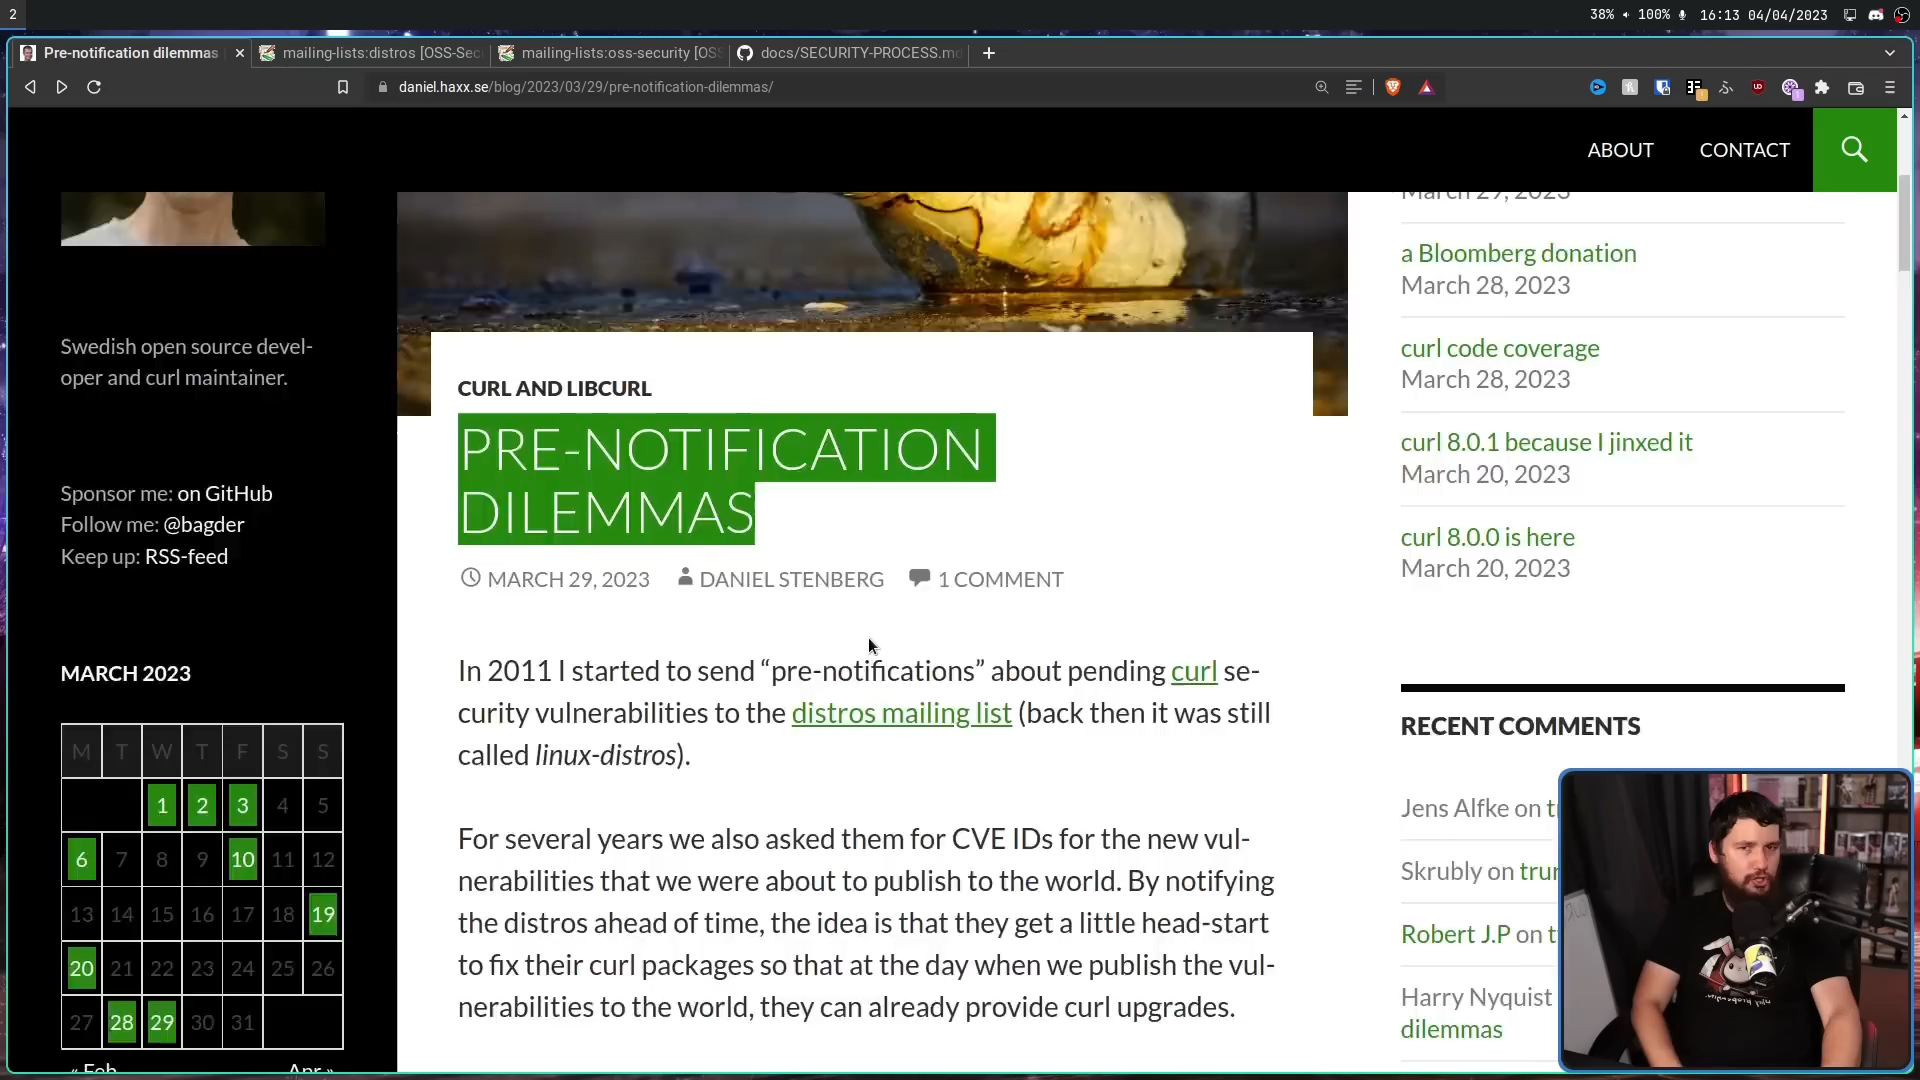 2
38% 100% 16:13 04/04/2023
Pre-notification dilemmas
mailing-lists:distros [OSS-Sec
mailing-lists:oss-security [OSS
docs/SECURITY-PROCESS.md
daniel.haxx.se/blog/2023/03/29/pre-notification-dilemmas/
ABOUT
CONTACT
Swedish open source devel-
oper and curl maintainer.
Sponsor me: on GitHub
Follow me: @bagder
Keep up: RSS-feed
MARCH 2023
M T W T F S S
1 2 3 4 5
6 7 8 9 10 11 12
13 14 15 16 17 18 19
20 21 22 23 24 25 26
27 28 29 30 31
« Feb Apr »
CURL AND LIBCURL
PRE-NOTIFICATION
DILEMMAS
MARCH 29, 2023 DANIEL STENBERG 1 COMMENT
In 2011 I started to send “pre-notifications” about pending curl se-
curity vulnerabilities to the distros mailing list (back then it was still
called linux-distros).
For several years we also asked them for CVE IDs for the new vul-
nerabilities that we were about to publish to the world. By notifying
the distros ahead of time, the idea is that they get a little head-start
to fix their curl packages so that at the day when we publish the vul-
nerabilities to the world, they can already provide curl upgrades.
March 29, 2023
a Bloomberg donation
March 28, 2023
curl code coverage
March 28, 2023
curl 8.0.1 because I jinxed it
March 20, 2023
curl 8.0.0 is here
March 20, 2023
RECENT COMMENTS
Jens Alfke on
Skrubly on
Robert J.P on
Harry Nyquist
dilemmas